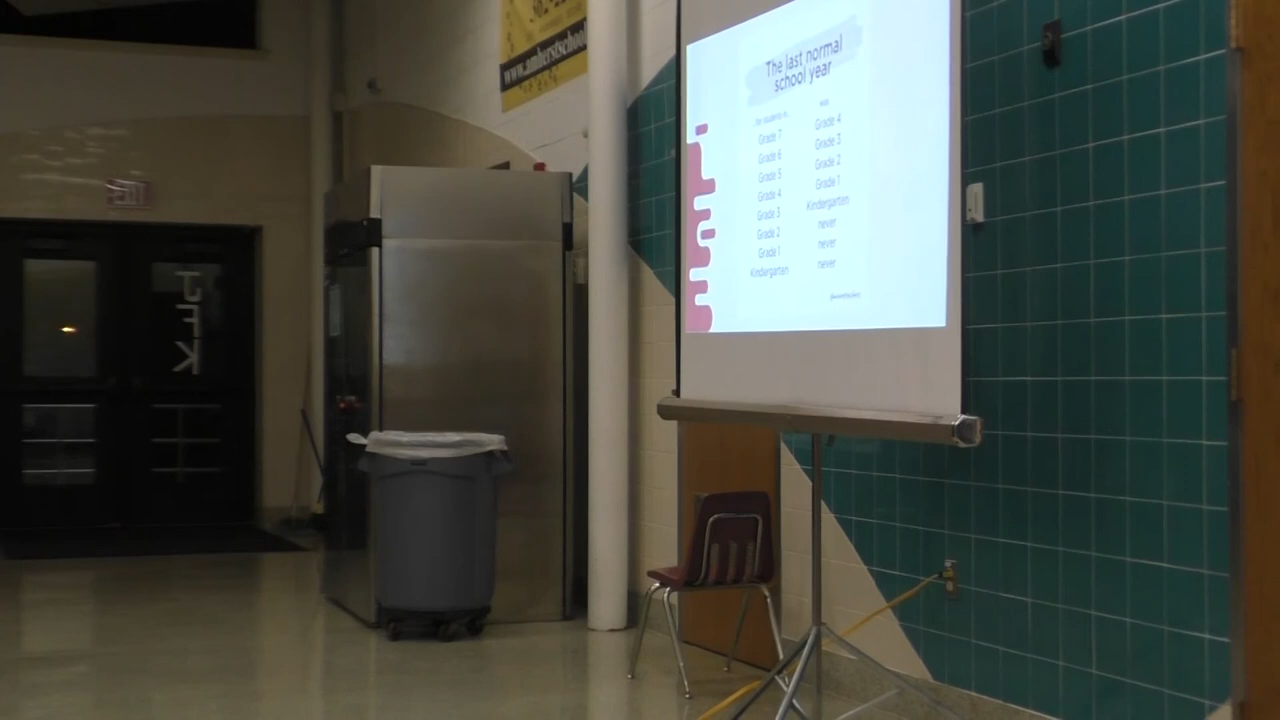 www.amherstschool
The last normal
school year
for students in... was
Grade 7 Grade 4
Grade 6 Grade 3
Grade 5 Grade 2
Grade 4 Grade 1
Grade 3 Kindergarten
Grade 2 never
Grade 1 never
Kindergarten never
EXIT
JFK